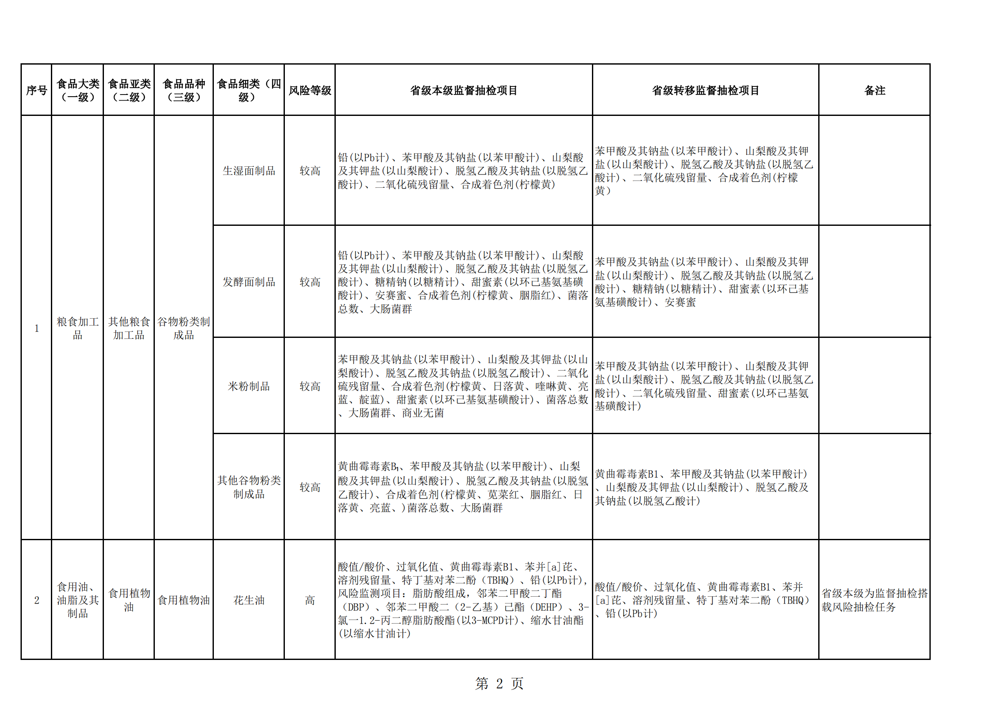 序号
食品大类
（一级）
食品亚类
（二级）
食品品种
（三级）
食品细类（四
级）
风险等级
省级本级监督抽检项目
省级转移监督抽检项目
备注
1
粮食加工
品
其他粮食
加工品
谷物粉类制
成品
生湿面制品
较高
铅(以Pb计)、苯甲酸及其钠盐(以苯甲酸计)、山梨酸
及其钾盐(以山梨酸计)、脱氢乙酸及其钠盐(以脱氢乙
酸计)、二氧化硫残留量、合成着色剂(柠檬黄)
苯甲酸及其钠盐(以苯甲酸计)、山梨酸及其钾
盐(以山梨酸计)、脱氢乙酸及其钠盐(以脱氢乙
酸计)、二氧化硫残留量、合成着色剂(柠檬
黄）
发酵面制品
较高
铅(以Pb计)、苯甲酸及其钠盐(以苯甲酸计)、山梨酸
及其钾盐(以山梨酸计)、脱氢乙酸及其钠盐(以脱氢乙
酸计)、糖精钠(以糖精计)、甜蜜素(以环己基氨基磺
酸计)、安赛蜜、合成着色剂(柠檬黄、胭脂红)、菌落
总数、大肠菌群
苯甲酸及其钠盐(以苯甲酸计)、山梨酸及其钾
盐(以山梨酸计)、脱氢乙酸及其钠盐(以脱氢乙
酸计)、糖精钠(以糖精计)、甜蜜素(以环己基
氨基磺酸计)、安赛蜜
米粉制品
较高
苯甲酸及其钠盐(以苯甲酸计)、山梨酸及其钾盐(以山
梨酸计)、脱氢乙酸及其钠盐(以脱氢乙酸计)、二氧化
硫残留量、合成着色剂(柠檬黄、日落黄、喹啉黄、亮
蓝、靛蓝)、甜蜜素(以环己基氨基磺酸计)、菌落总数
、大肠菌群、商业无菌
苯甲酸及其钠盐(以苯甲酸计)、山梨酸及其钾
盐(以山梨酸计)、脱氢乙酸及其钠盐(以脱氢乙
酸计)、二氧化硫残留量、甜蜜素(以环己基氨
基磺酸计)
其他谷物粉类
制成品
较高
黄曲霉毒素B₁、苯甲酸及其钠盐(以苯甲酸计)、山梨
酸及其钾盐(以山梨酸计)、脱氢乙酸及其钠盐(以脱氢
乙酸计)、合成着色剂(柠檬黄、苋菜红、胭脂红、日
落黄、亮蓝、)菌落总数、大肠菌群
黄曲霉毒素B1、苯甲酸及其钠盐(以苯甲酸计)
、山梨酸及其钾盐(以山梨酸计)、脱氢乙酸及
其钠盐(以脱氢乙酸计)
2
食用油、
油脂及其
制品
食用植物
油
食用植物油
花生油
高
酸值/酸价、过氧化值、黄曲霉毒素B1、苯并[a]芘、
溶剂残留量、特丁基对苯二酚（TBHQ）、铅(以Pb计),
风险监测项目：脂肪酸组成，邻苯二甲酸二丁酯
（DBP）、邻苯二甲酸二（2-乙基）己酯（DEHP）、3-
氯一1.2-丙二醇脂肪酸酯(以3-MCPD计)、缩水甘油酯
(以缩水甘油计)
酸值/酸价、过氧化值、黄曲霉毒素B1、苯并
[a]芘、溶剂残留量、特丁基对苯二酚（TBHQ）
、铅(以Pb计)
省级本级为监督抽检搭
载风险抽检任务
第 2 页